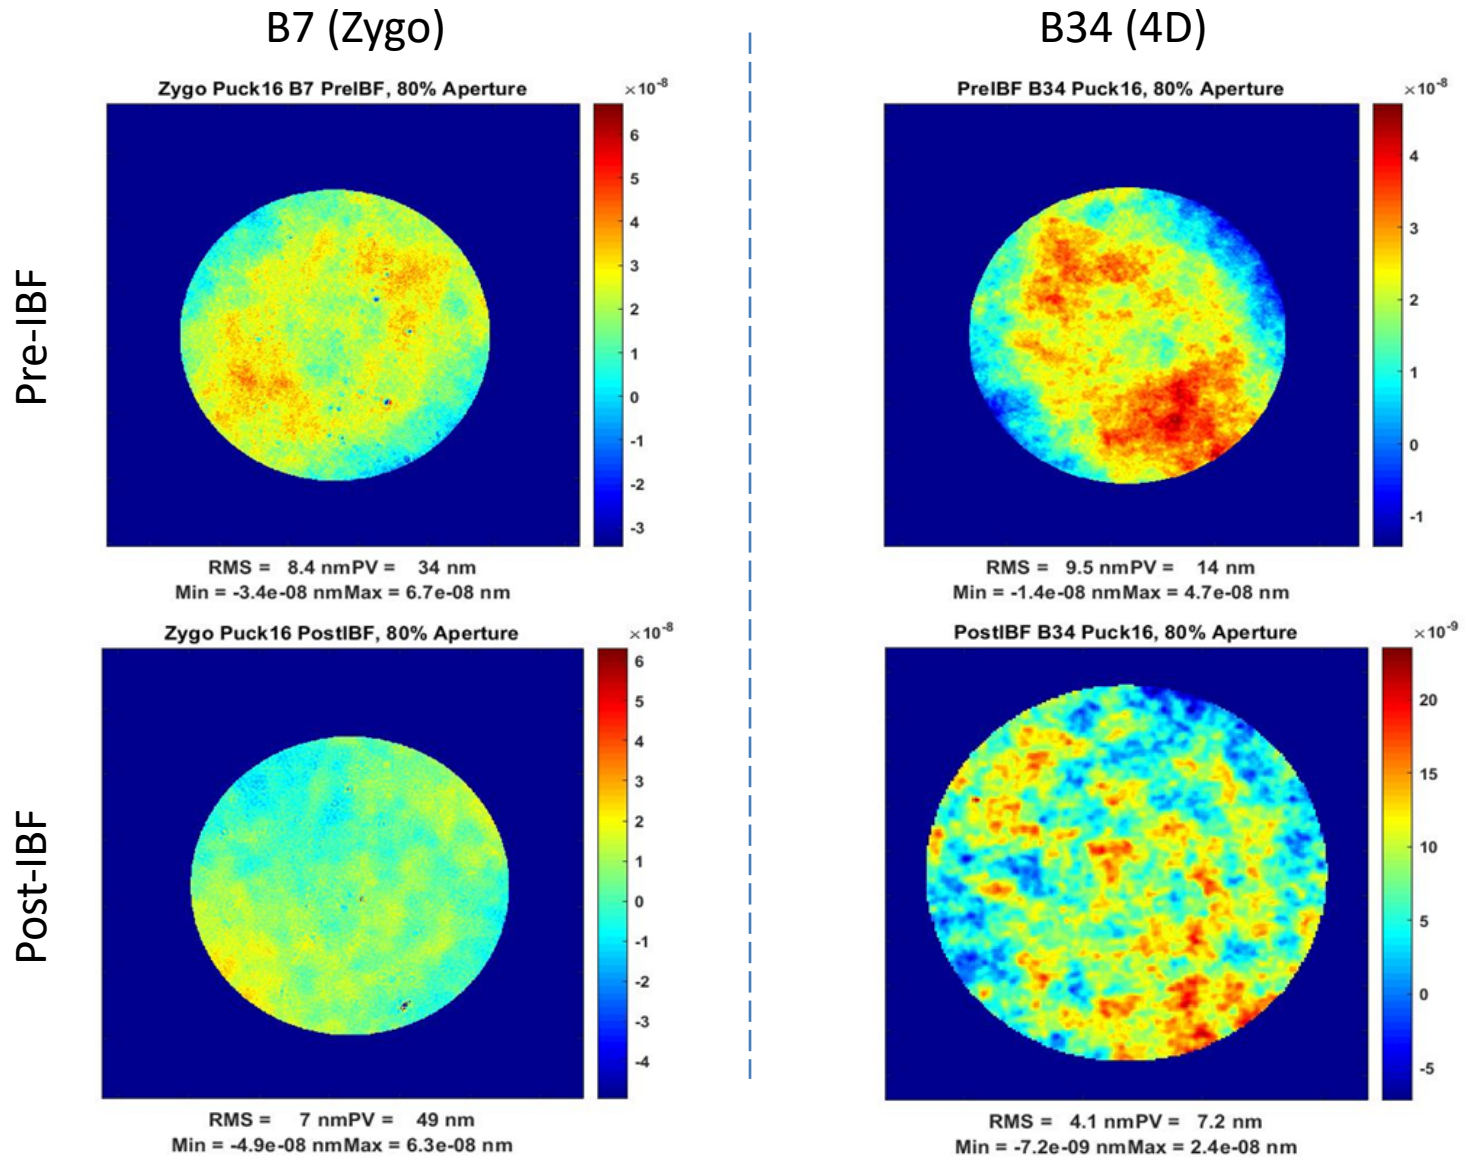 B7 (Zygo)
B34 (4D)
Pre-IBF
Zygo Puck16 B7 PreIBF, 80% Aperture
×10-8
6
5
4
3
2
1
0
-1
-2
-3
RMS = 8.4 nmPV = 34 nm
Min = -3.4e-08 nmMax = 6.7e-08 nm
PreIBF B34 Puck16, 80% Aperture
×10-8
4
3
2
1
0
-1
RMS = 9.5 nmPV = 14 nm
Min = -1.4e-08 nmMax = 4.7e-08 nm
Post-IBF
Zygo Puck16 PostIBF, 80% Aperture
×10-8
6
5
4
3
2
1
0
-1
-2
-3
-4
RMS = 7 nmPV = 49 nm
Min = -4.9e-08 nmMax = 6.3e-08 nm
PostIBF B34 Puck16, 80% Aperture
×10-9
20
15
10
5
0
-5
RMS = 4.1 nmPV = 7.2 nm
Min = -7.2e-09 nmMax = 2.4e-08 nm